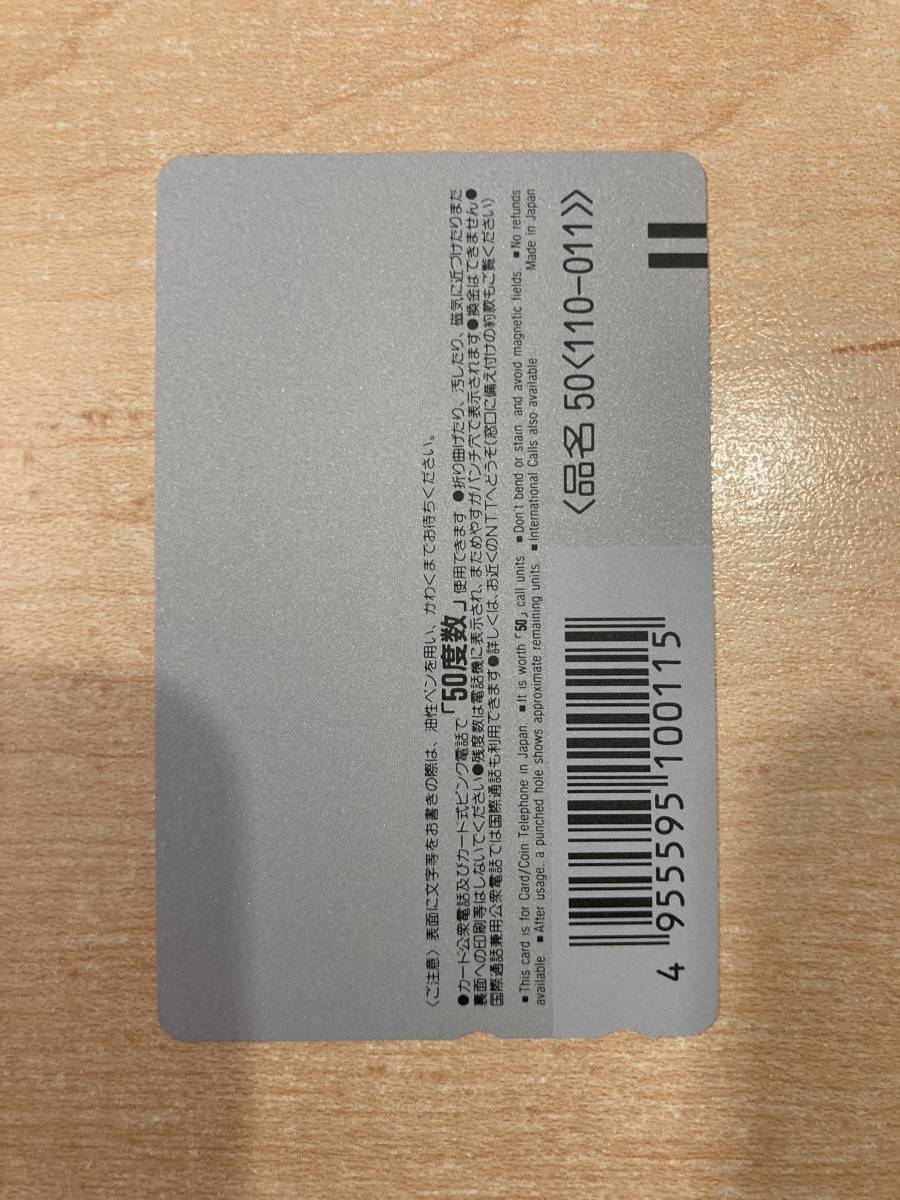 〈ご注意〉表面に文字等をお書きの際は、油性ペンを用い、かわくまでお待ちください。
●カード公衆電話及びカード式ピンク電話で「50度数」使用できます ●折り曲げたり、汚したり、磁気に近づけたりまた
裏面への印刷等はしないでください●残度数は電話機に表示され、まためやすがパンチ穴で表示されます●換金はできません●
国際通話兼用公衆電話では国際通話も利用できます●詳しくは、お近くのNTTへどうぞ(窓口に備え付けの約款もご覧ください)
■This card is for Card/Coin Telephone in Japan. ■It is worth「50」call units ■Don't bend or stain and avoid magnetic fields. ■No refunds
available. ■After usage. a punched hole shows approximate remaining units. ■International Calls also available Made in Japan
〈品名 50〈110-011〉〉
4 955595 100115